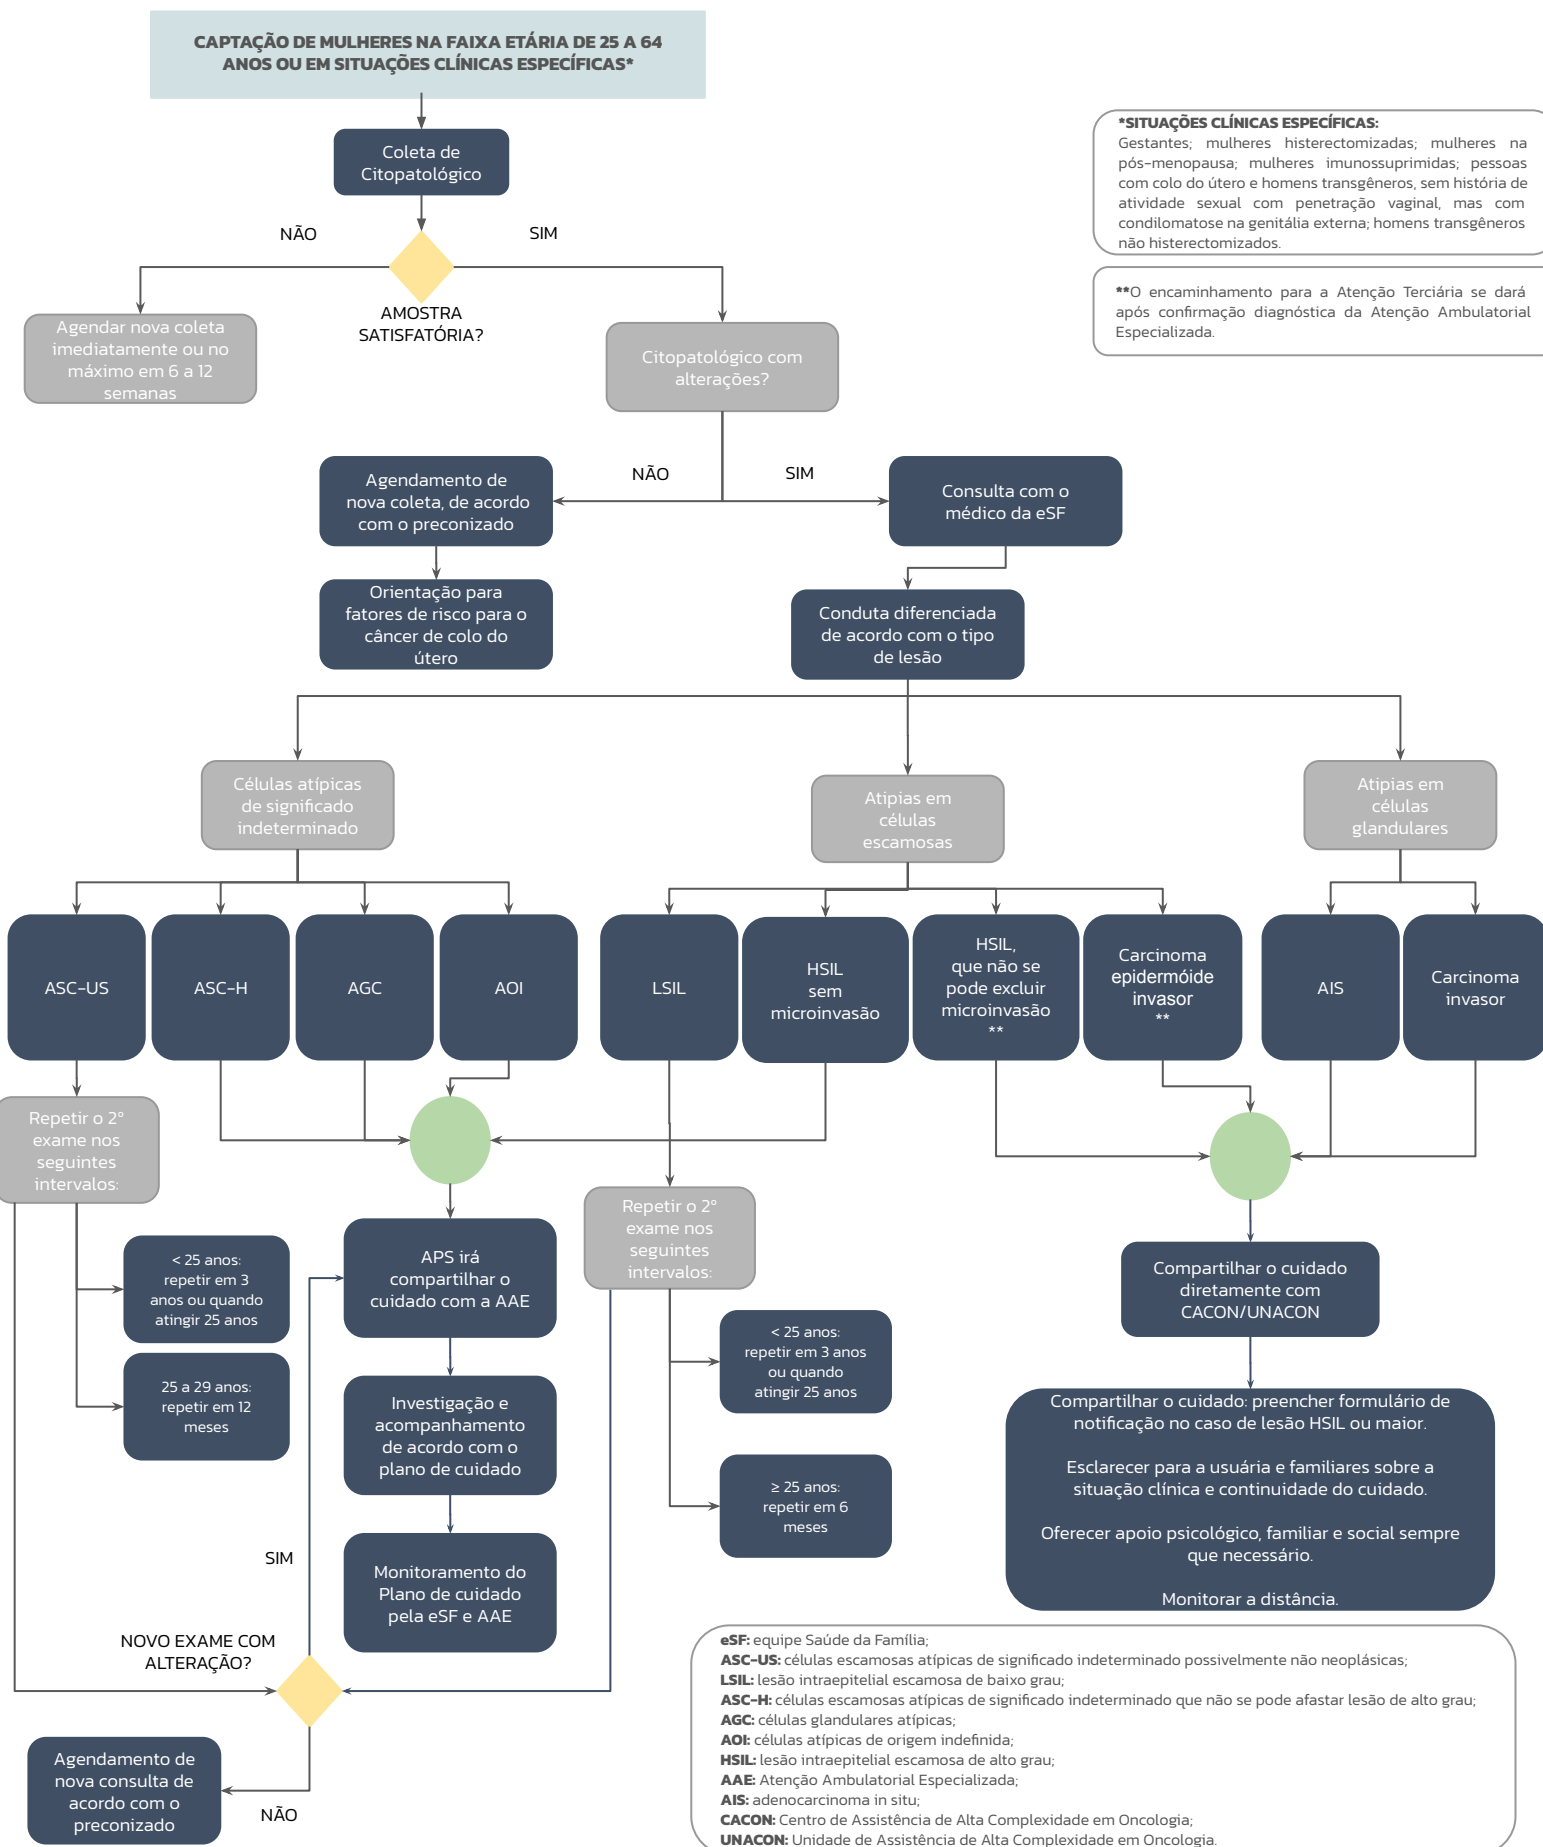 CAPTAÇÃO DE MULHERES NA FAIXA ETÁRIA DE 25 A 64
ANOS OU EM SITUAÇÕES CLÍNICAS ESPECÍFICAS*
*SITUAÇÕES CLÍNICAS ESPECÍFICAS:
Gestantes; mulheres histerectomizadas; mulheres na
pós-menopausa; mulheres imunossuprimidas; pessoas
com colo do útero e homens transgêneros, sem história de
atividade sexual com penetração vaginal, mas com
condilomatose na genitália externa; homens transgêneros
não histerectomizados.
**O encaminhamento para a Atenção Terciária se dará
após confirmação diagnóstica da Atenção Ambulatorial
Especializada.
Coleta de
Citopatológico
NÃO
SIM
AMOSTRA
SATISFATÓRIA?
Agendar nova coleta
imediatamente ou no
máximo em 6 a 12
semanas
Citopatológico com
alterações?
NÃO
SIM
Agendamento de
nova coleta, de acordo
com o preconizado
Consulta com o
médico da eSF
Orientação para
fatores de risco para o
câncer de colo do
útero
Conduta diferenciada
de acordo com o tipo
de lesão
Células atípicas
de significado
indeterminado
Atipias em
células
escamosas
Atipias em
células
glandulares
ASC-US
ASC-H
AGC
AOI
LSIL
HSIL
sem
microinvasão
HSIL,
que não se
pode excluir
microinvasão
**
Carcinoma
epidermóide
invasor
**
AIS
Carcinoma
invasor
Repetir o 2º
exame nos
seguintes
intervalos:
< 25 anos:
repetir em 3
anos ou quando
atingir 25 anos
25 a 29 anos:
repetir em 12
meses
APS irá
compartilhar o
cuidado com a AAE
Investigação e
acompanhamento
de acordo com o
plano de cuidado
Monitoramento do
Plano de cuidado
pela eSF e AAE
Repetir o 2º
exame nos
seguintes
intervalos:
< 25 anos:
repetir em 3 anos
ou quando
atingir 25 anos
≥ 25 anos:
repetir em 6
meses
Compartilhar o cuidado
diretamente com
CACON/UNACON
Compartilhar o cuidado: preencher formulário de
notificação no caso de lesão HSIL ou maior.
Esclarecer para a usuária e familiares sobre a
situação clínica e continuidade do cuidado.
Oferecer apoio psicológico, familiar e social sempre
que necessário.
Monitorar a distância.
SIM
NOVO EXAME COM
ALTERAÇÃO?
NÃO
Agendamento de
nova consulta de
acordo com o
preconizado
eSF: equipe Saúde da Família;
ASC-US: células escamosas atípicas de significado indeterminado possivelmente não neoplásicas;
LSIL: lesão intraepitelial escamosa de baixo grau;
ASC-H: células escamosas atípicas de significado indeterminado que não se pode afastar lesão de alto grau;
AGC: células glandulares atípicas;
AOI: células atípicas de origem indefinida;
HSIL: lesão intraepitelial escamosa de alto grau;
AAE: Atenção Ambulatorial Especializada;
AIS: adenocarcinoma in situ;
CACON: Centro de Assistência de Alta Complexidade em Oncologia;
UNACON: Unidade de Assistência de Alta Complexidade em Oncologia.